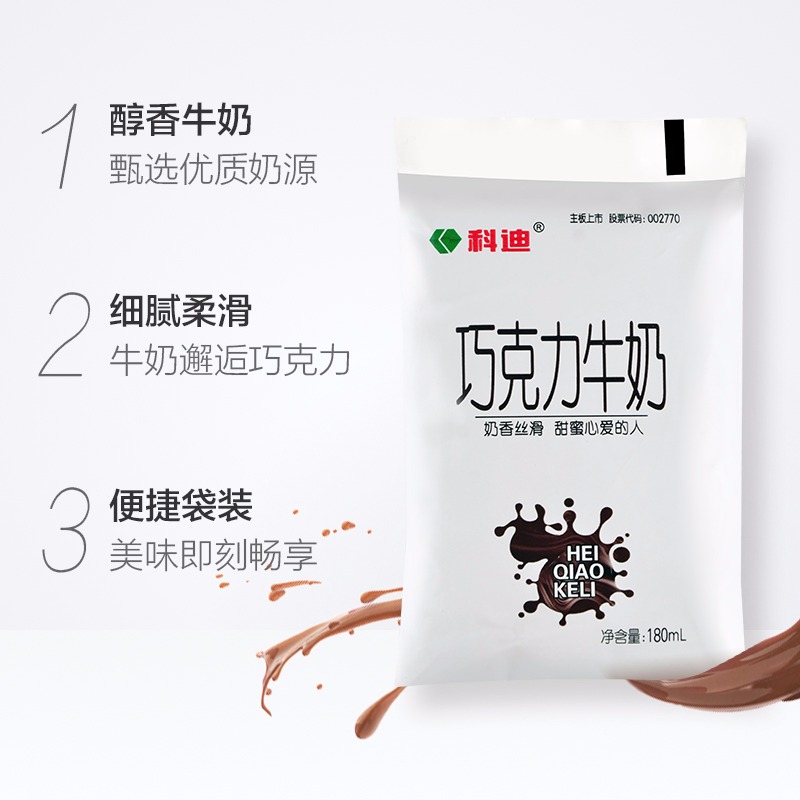 1
醇香牛奶
甄选优质奶源
2
细腻柔滑
牛奶邂逅巧克力
3
便捷袋装
美味即刻畅享
主板上市 股票代码:002770
科迪®
巧克力牛奶
奶香丝滑 甜蜜心爱的人
HEI
QIAO
KELI
净含量:180mL